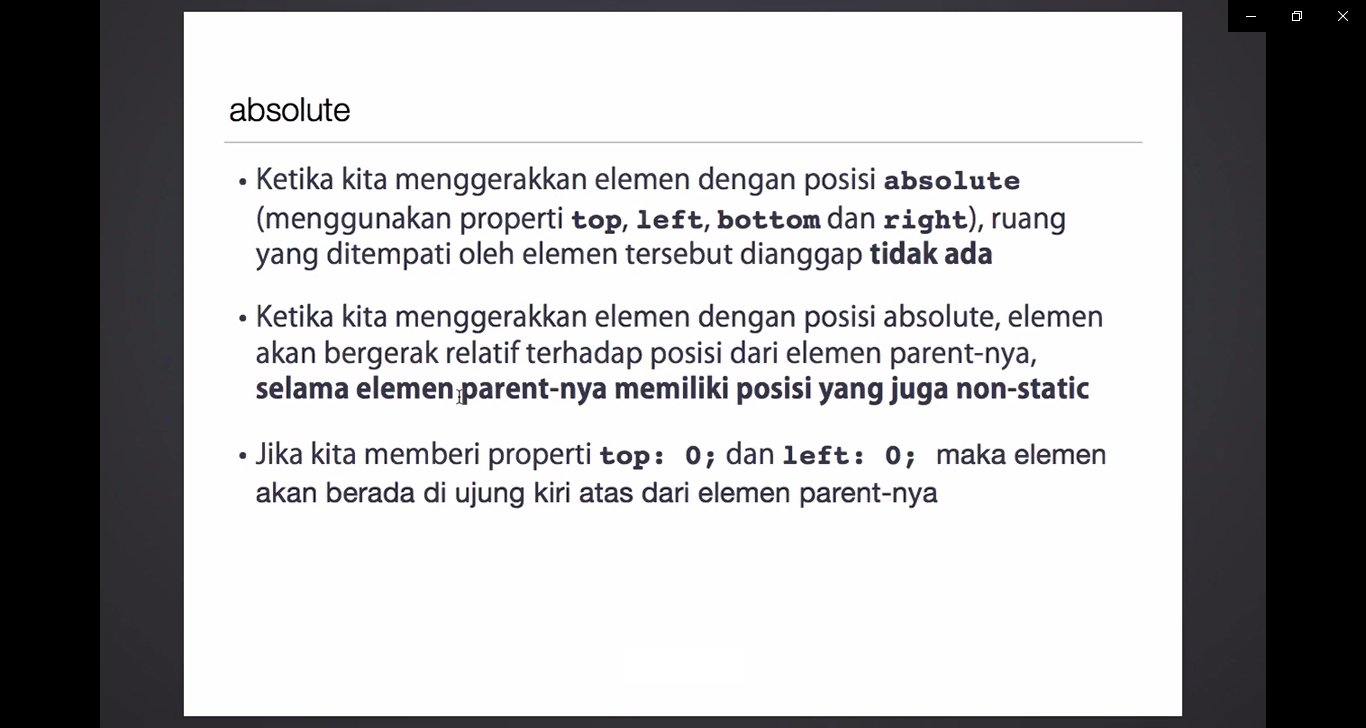 absolute
• Ketika kita menggerakkan elemen dengan posisi absolute
(menggunakan properti top, left, bottom dan right), ruang
yang ditempati oleh elemen tersebut dianggap tidak ada
• Ketika kita menggerakkan elemen dengan posisi absolute, elemen
akan bergerak relatif terhadap posisi dari elemen parent-nya,
selama elemen parent-nya memiliki posisi yang juga non-static
• Jika kita memberi properti top: 0; dan left: 0; maka elemen
akan berada di ujung kiri atas dari elemen parent-nya